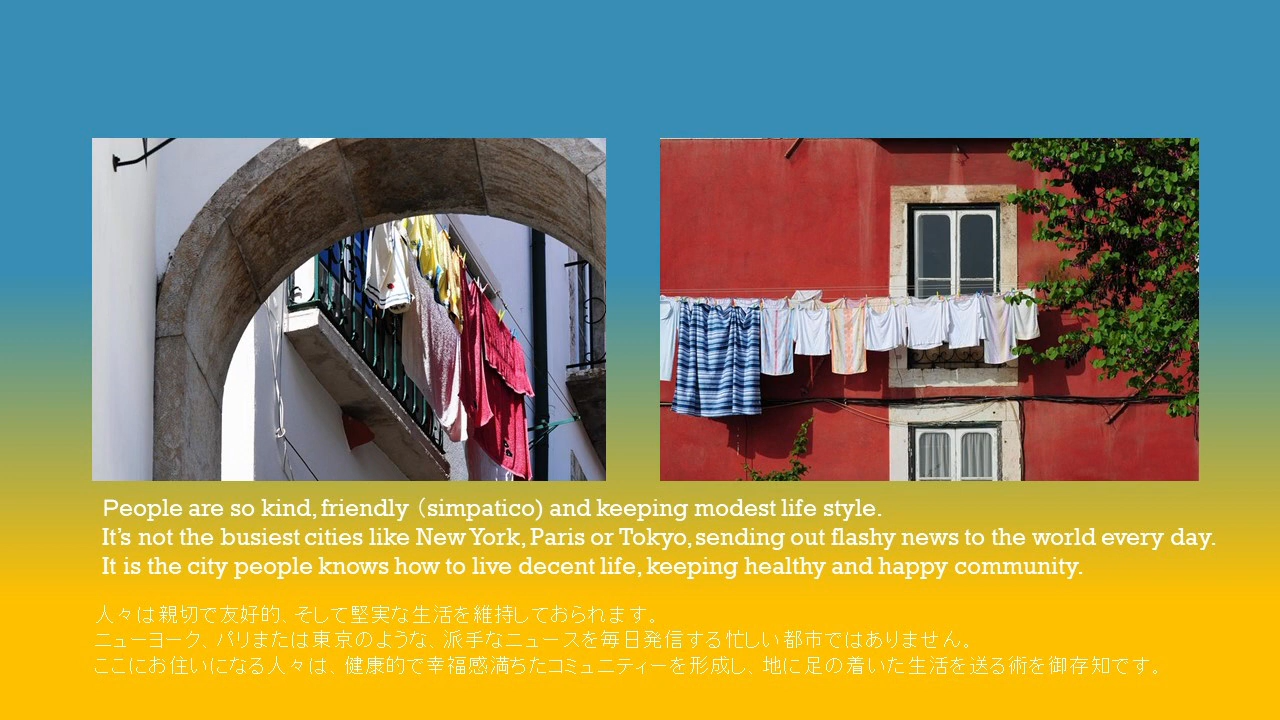 People are so kind, friendly （simpatico) and keeping modest life style.
It's not the busiest cities like New York, Paris or Tokyo, sending out flashy news to the world every day.
It is the city people knows how to live decent life, keeping healthy and happy community.
人々は親切で友好的、そして堅実な生活を維持しておられます。
ニューヨーク、パリまたは東京のような、派手なニュースを毎日発信する忙しい都市ではありません。
ここにお住いになる人々は、健康的で幸福感満ちたコミュニティーを形成し、地に足の着いた生活を送る術を御存知です。